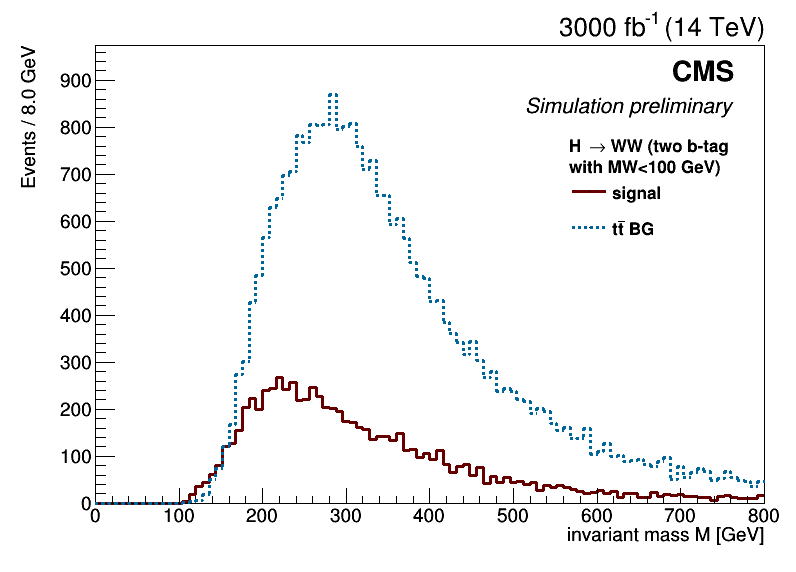 3000 fb⁻¹ (14 TeV)
CMS
Simulation preliminary
H → WW (two b-tag
with MW<100 GeV)
signal
tt̄ BG
Events / 8.0 GeV
900
800
700
600
500
400
300
200
100
0
0 100 200 300 400 500 600 700 800
invariant mass M [GeV]